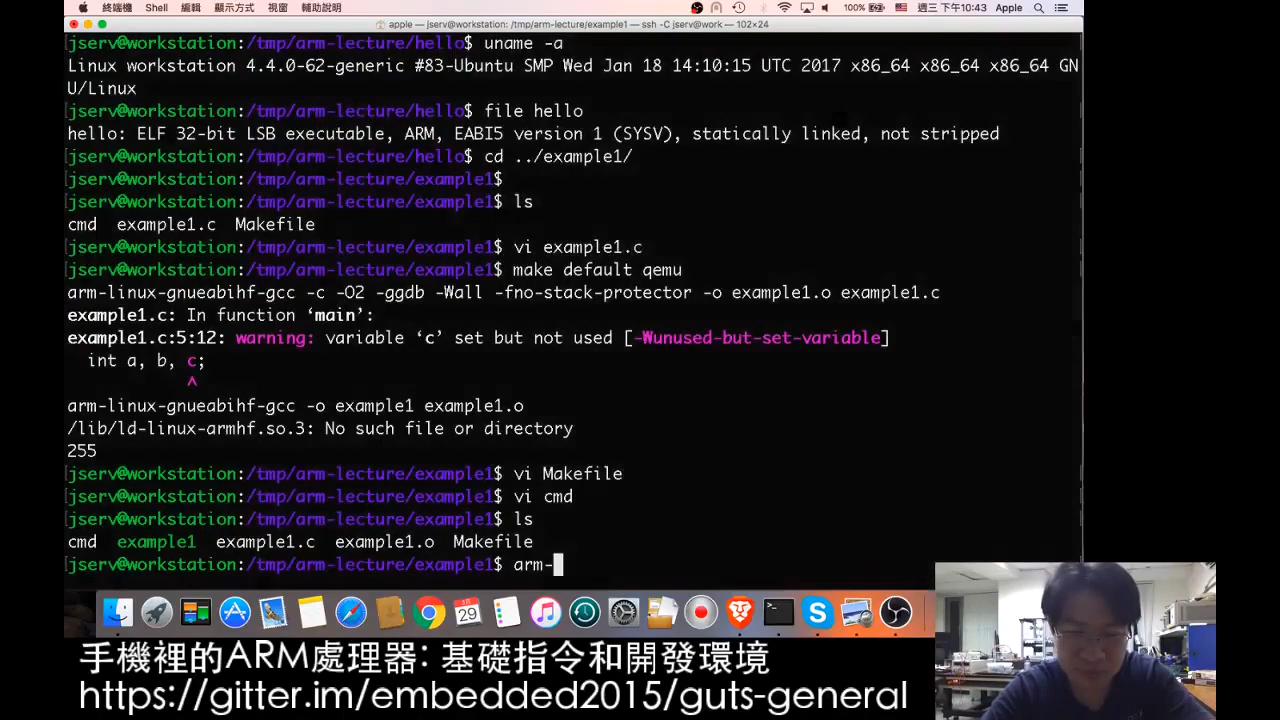 終端機 Shell 編輯 顯示方式 視窗 輔助說明 100% 週三 下午10:43 Apple
apple — jserv@workstation: /tmp/arm-lecture/example1 — ssh -C jserv@work — 102×24
jserv@workstation:/tmp/arm-lecture/hello$ uname -a
Linux workstation 4.4.0-62-generic #83-Ubuntu SMP Wed Jan 18 14:10:15 UTC 2017 x86_64 x86_64 x86_64 GN
U/Linux
jserv@workstation:/tmp/arm-lecture/hello$ file hello
hello: ELF 32-bit LSB executable, ARM, EABI5 version 1 (SYSV), statically linked, not stripped
jserv@workstation:/tmp/arm-lecture/hello$ cd ../example1/
jserv@workstation:/tmp/arm-lecture/example1$
jserv@workstation:/tmp/arm-lecture/example1$ ls
cmd example1.c Makefile
jserv@workstation:/tmp/arm-lecture/example1$ vi example1.c
jserv@workstation:/tmp/arm-lecture/example1$ make default qemu
arm-linux-gnueabihf-gcc -c -O2 -ggdb -Wall -fno-stack-protector -o example1.o example1.c
example1.c: In function ‘main’:
example1.c:5:12: warning: variable ‘c’ set but not used [-Wunused-but-set-variable]
int a, b, c;
^
arm-linux-gnueabihf-gcc -o example1 example1.o
/lib/ld-linux-armhf.so.3: No such file or directory
255
jserv@workstation:/tmp/arm-lecture/example1$ vi Makefile
jserv@workstation:/tmp/arm-lecture/example1$ vi cmd
jserv@workstation:/tmp/arm-lecture/example1$ ls
cmd example1 example1.c example1.o Makefile
jserv@workstation:/tmp/arm-lecture/example1$ arm-
29
手機裡的ARM處理器: 基礎指令和開發環境
https://gitter.im/embedded2015/guts-general